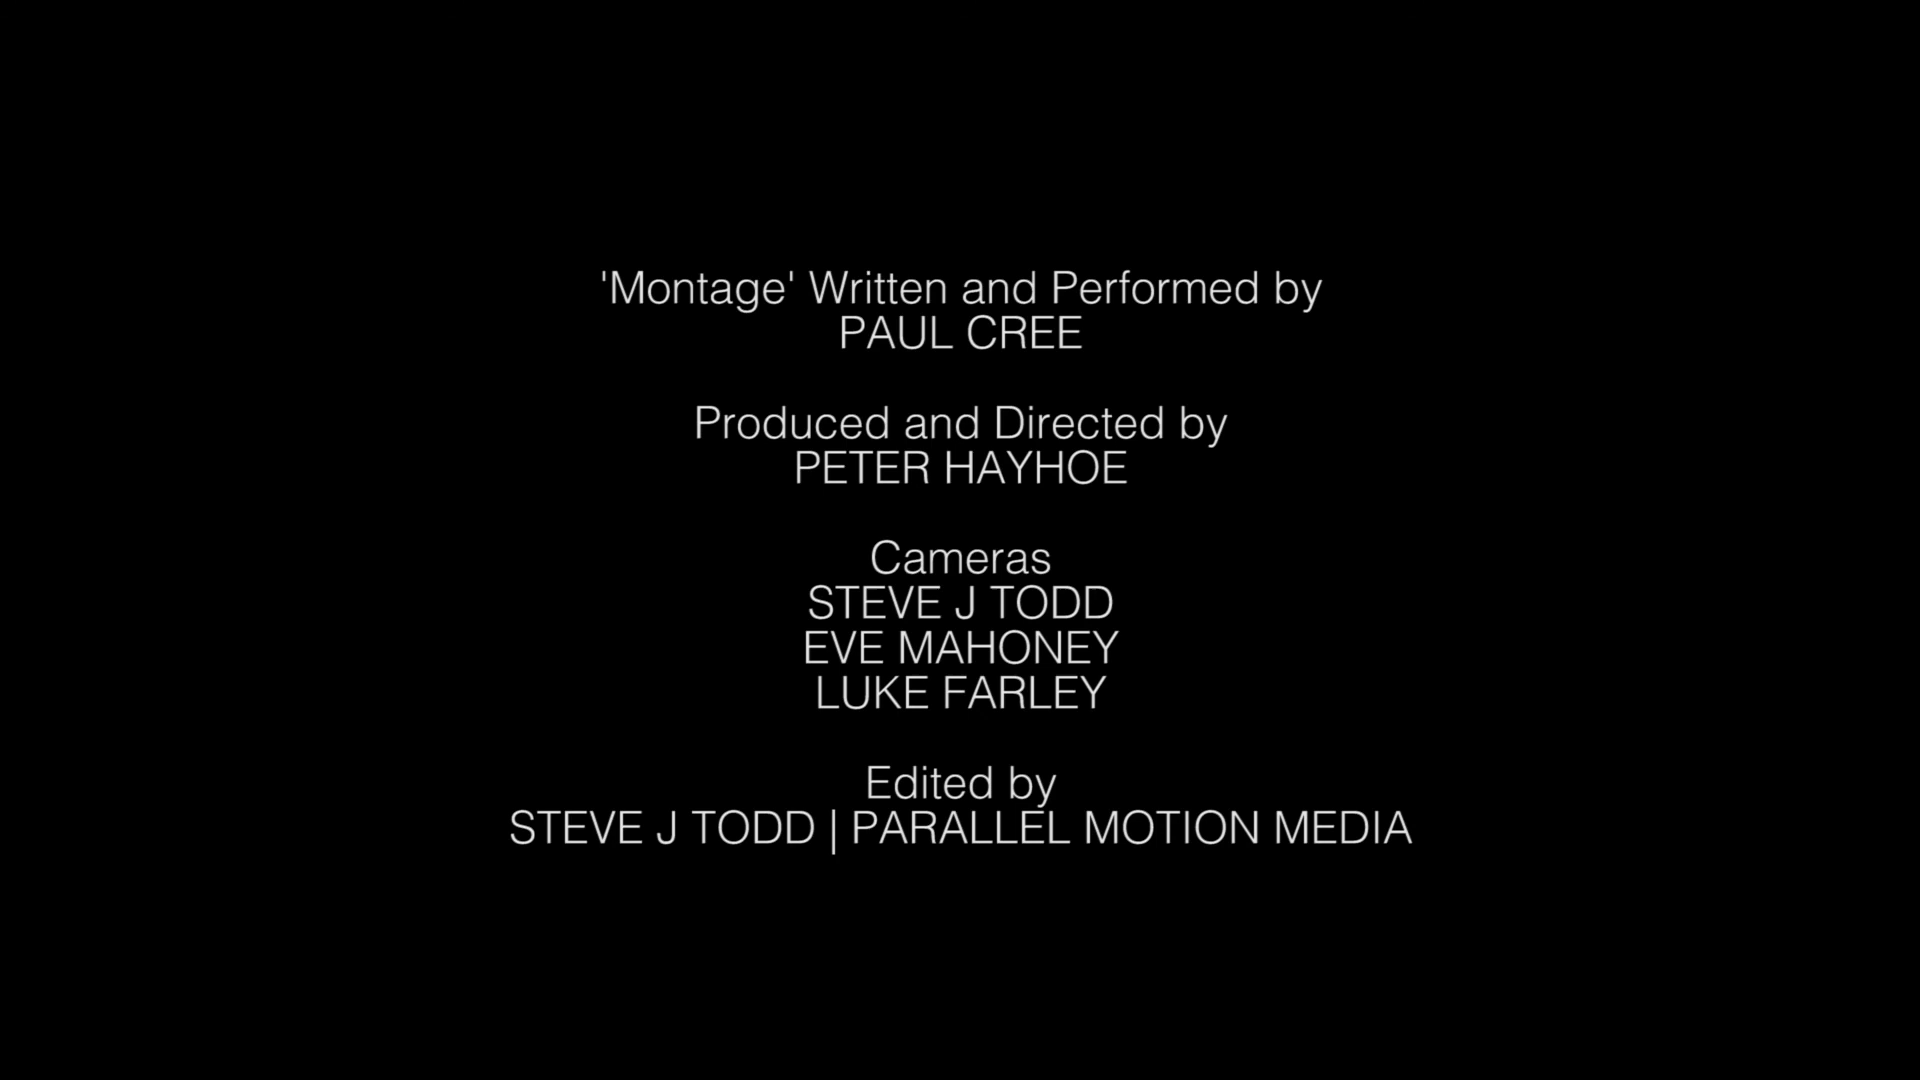 'Montage' Written and Performed by
PAUL CREE
Produced and Directed by
PETER HAYHOE
Cameras
STEVE J TODD
EVE MAHONEY
LUKE FARLEY
Edited by
STEVE J TODD | PARALLEL MOTION MEDIA